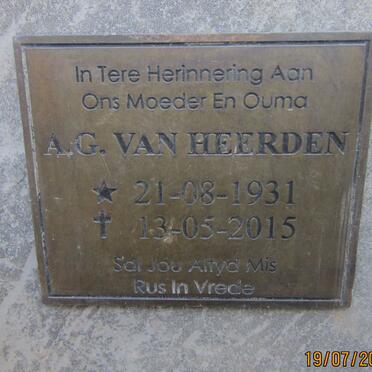 In Tere Herinnering Aan
Ons Moeder En Ouma
A.G. VAN HEERDEN
★ 21-08-1931
✝ 13-05-2015
Sal Jou Altyd Mis
Rus In Vrede
19/07/20